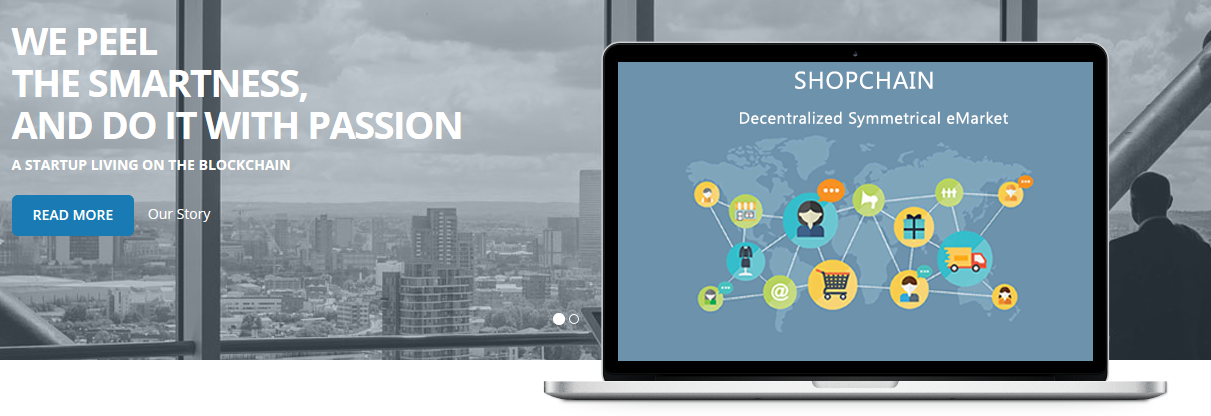 WE PEEL
THE SMARTNESS,
AND DO IT WITH PASSION
A STARTUP LIVING ON THE BLOCKCHAIN
READ MORE
Our Story
SHOPCHAIN
Decentralized Symmetrical eMarket
@